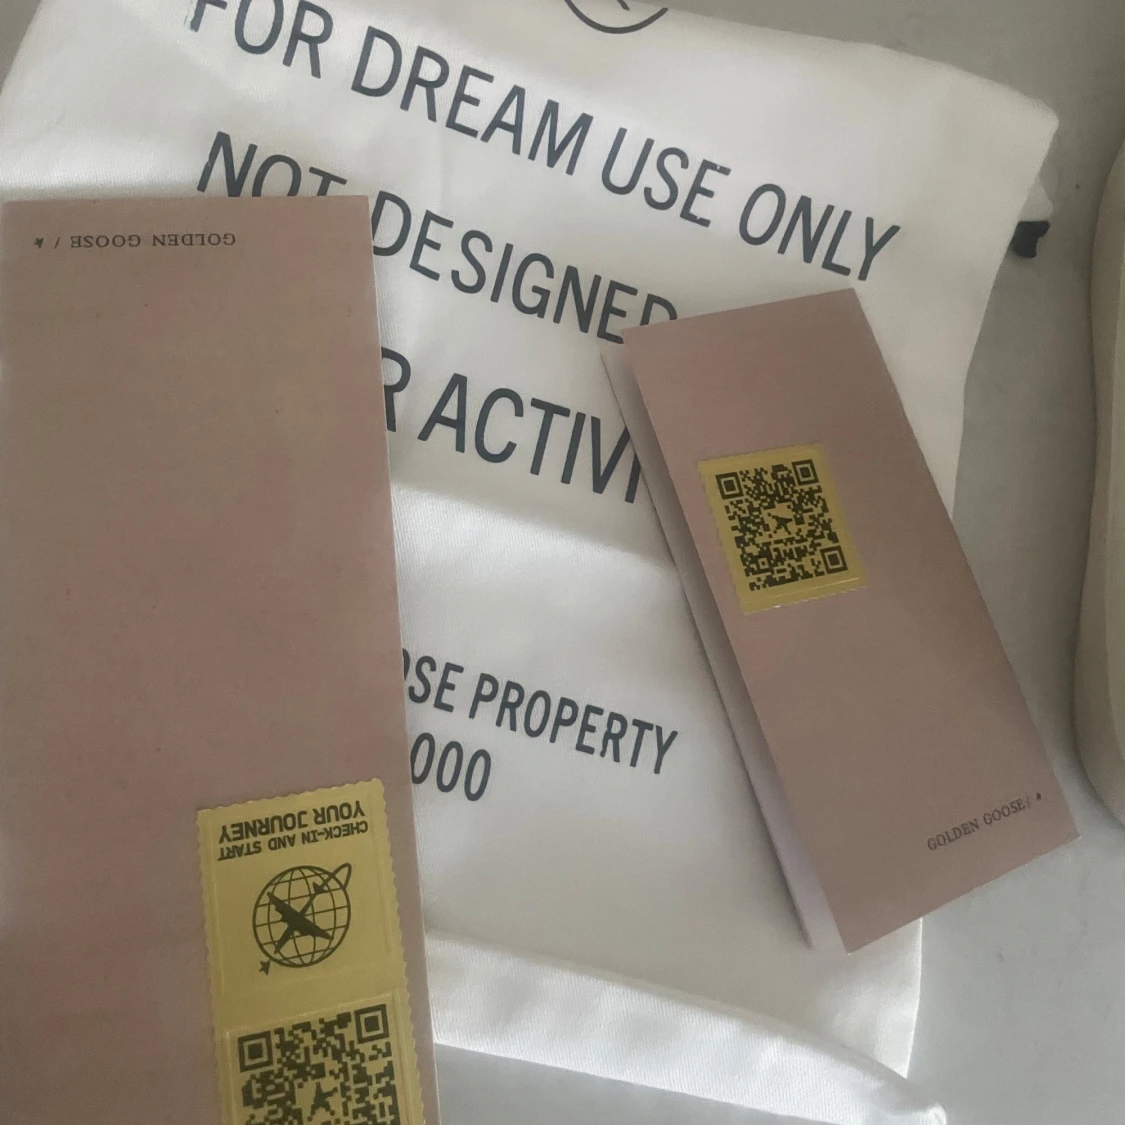 FOR DREAM USE ONLY
NOT DESIGNED
ACTIVI
PROPERTY
000
GOLDEN GOOSE / ★
CHECK-IN AND START
YOUR JOURNEY
GOLDEN GOOSE / ★